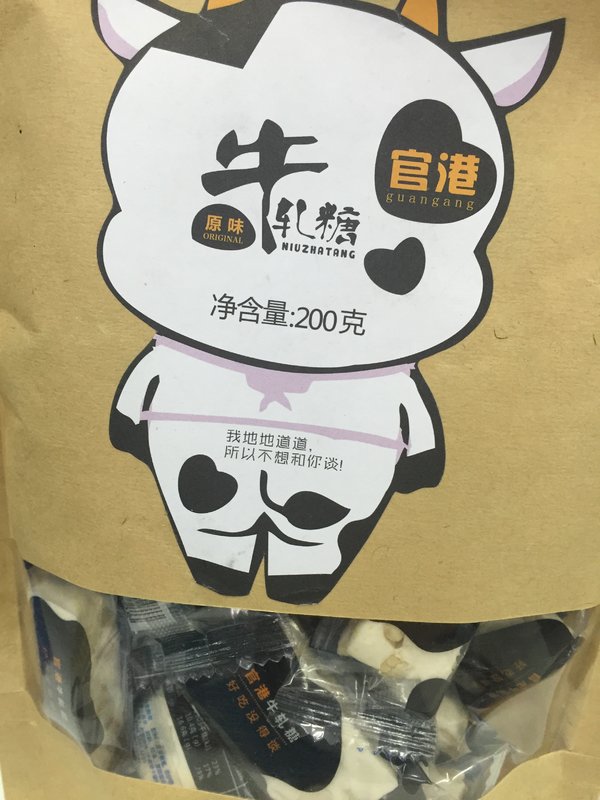 官港
guangang
牛轧糖
NIUZHATANG
原味
ORIGINAL
净含量:200克
我地地道道,
所以不想和你谈!
官港牛轧糖
好吃没得谈